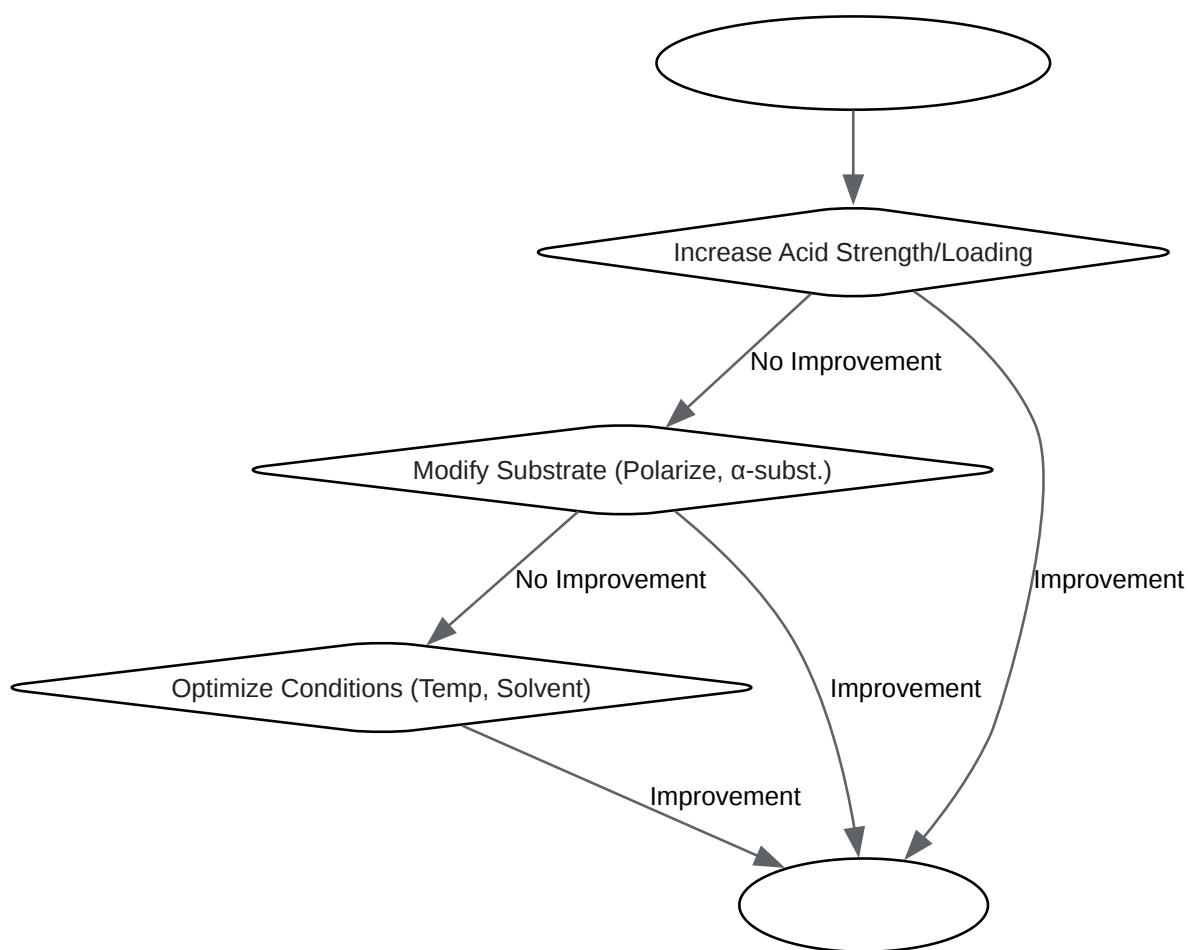 Increase Acid Strength/Loading
No Improvement
Modify Substrate (Polarize, α-subst.)
No Improvement
Improvement
Optimize Conditions (Temp, Solvent)
Improvement
Improvement